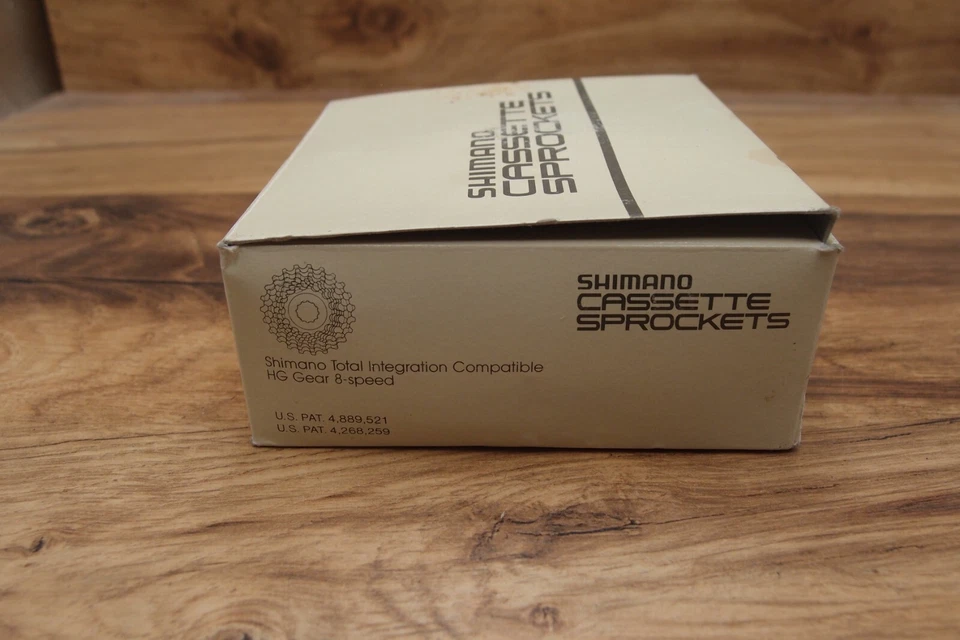 SHIMANO
CASSETTE
SPROCKETS
SHIMANO
CASSETTE
SPROCKETS
Shimano Total Integration Compatible
HG Gear 8-speed
U.S. PAT. 4,889,521
U.S. PAT. 4,268,259